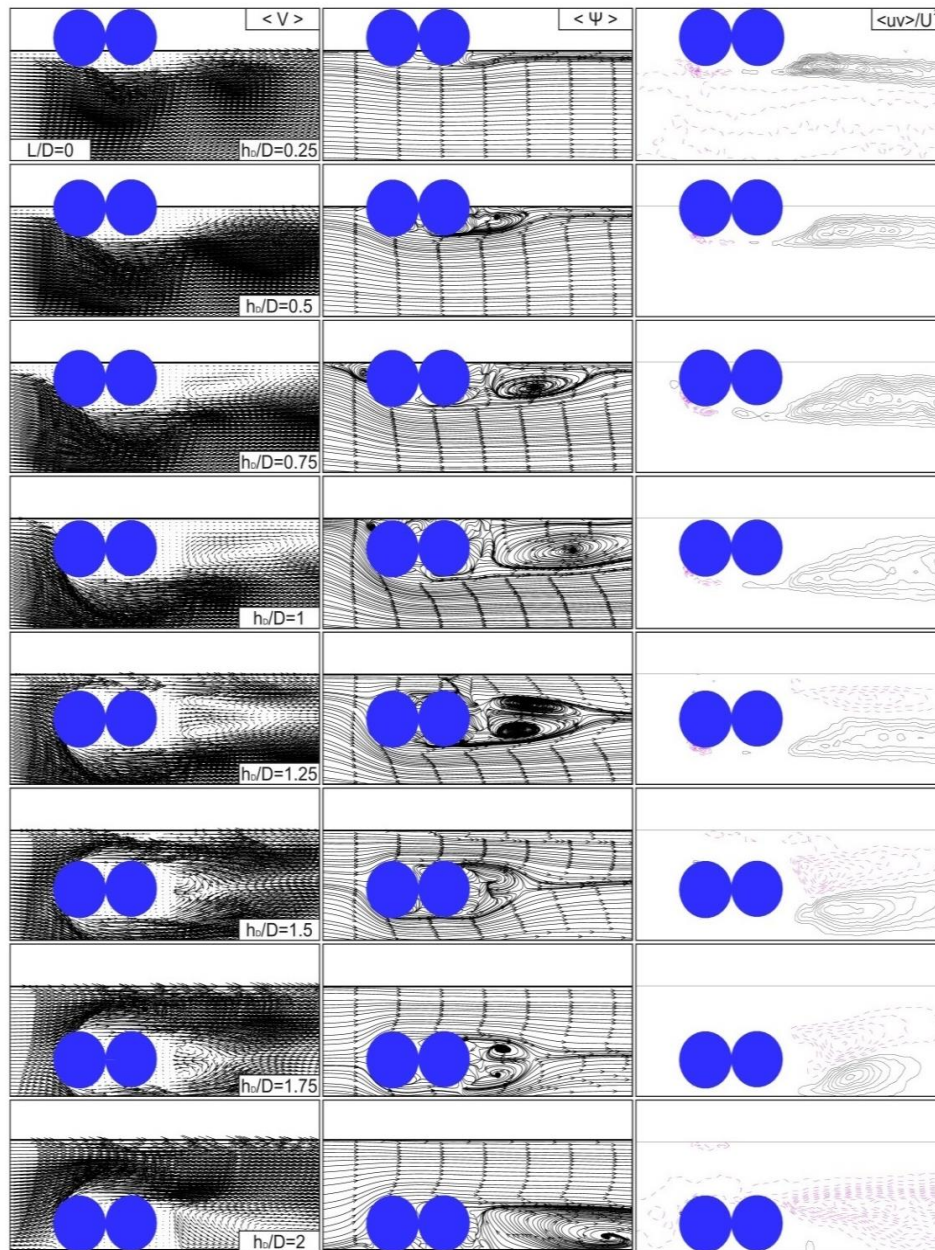 < V >
< Ψ >
<uv>/U
L/D=0
h₀/D=0.25
h₀/D=0.5
h₀/D=0.75
h₀/D=1
h₀/D=1.25
h₀/D=1.5
h₀/D=1.75
h₀/D=2